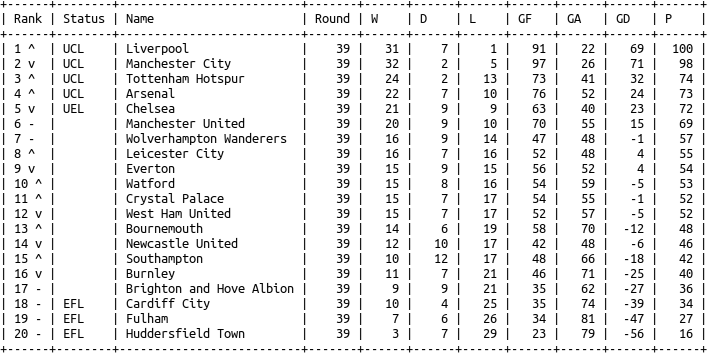 +--------+--------+--------------------------+-------+------+------+------+------+------+------+------+
| Rank   | Status | Name                     | Round | W    | D    | L    | GF   | GA   | GD   | P    |
+--------+--------+--------------------------+-------+------+------+------+------+------+------+------+
| 1 ^ | UCL | Liverpool | 39 | 31 | 7 | 1 | 91 | 22 | 69 | 100 |
| 2 v | UCL | Manchester City | 39 | 32 | 2 | 5 | 97 | 26 | 71 | 98 |
| 3 ^ | UCL | Tottenham Hotspur | 39 | 24 | 2 | 13 | 73 | 41 | 32 | 74 |
| 4 ^ | UCL | Arsenal | 39 | 22 | 7 | 10 | 76 | 52 | 24 | 73 |
| 5 v | UEL | Chelsea | 39 | 21 | 9 | 9 | 63 | 40 | 23 | 72 |
| 6 - | | Manchester United | 39 | 20 | 9 | 10 | 70 | 55 | 15 | 69 |
| 7 - | | Wolverhampton Wanderers | 39 | 16 | 9 | 14 | 47 | 48 | -1 | 57 |
| 8 ^ | | Leicester City | 39 | 16 | 7 | 16 | 52 | 48 | 4 | 55 |
| 9 v | | Everton | 39 | 15 | 9 | 15 | 56 | 52 | 4 | 54 |
| 10 ^ | | Watford | 39 | 15 | 8 | 16 | 54 | 59 | -5 | 53 |
| 11 ^ | | Crystal Palace | 39 | 15 | 7 | 17 | 54 | 55 | -1 | 52 |
| 12 v | | West Ham United | 39 | 15 | 7 | 17 | 52 | 57 | -5 | 52 |
| 13 ^ | | Bournemouth | 39 | 14 | 6 | 19 | 58 | 70 | -12 | 48 |
| 14 v | | Newcastle United | 39 | 12 | 10 | 17 | 42 | 48 | -6 | 46 |
| 15 ^ | | Southampton | 39 | 10 | 12 | 17 | 48 | 66 | -18 | 42 |
| 16 v | | Burnley | 39 | 11 | 7 | 21 | 46 | 71 | -25 | 40 |
| 17 - | | Brighton and Hove Albion | 39 | 9 | 9 | 21 | 35 | 62 | -27 | 36 |
| 18 - | EFL | Cardiff City | 39 | 10 | 4 | 25 | 35 | 74 | -39 | 34 |
| 19 - | EFL | Fulham | 39 | 7 | 6 | 26 | 34 | 81 | -47 | 27 |
| 20 - | EFL | Huddersfield Town | 39 | 3 | 7 | 29 | 23 | 79 | -56 | 16 |
+--------+--------+--------------------------+-------+------+------+------+------+------+------+------+